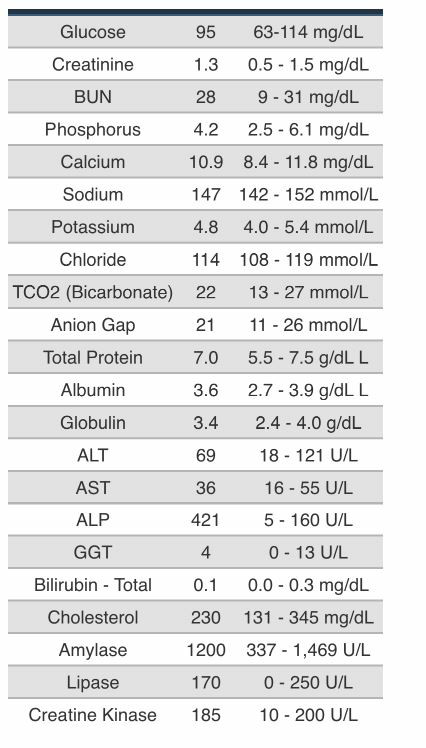 Glucose 95 63-114 mg/dL
Creatinine 1.3 0.5 - 1.5 mg/dL
BUN 28 9 - 31 mg/dL
Phosphorus 4.2 2.5 - 6.1 mg/dL
Calcium 10.9 8.4 - 11.8 mg/dL
Sodium 147 142 - 152 mmol/L
Potassium 4.8 4.0 - 5.4 mmol/L
Chloride 114 108 - 119 mmol/L
TCO2 (Bicarbonate) 22 13 - 27 mmol/L
Anion Gap 21 11 - 26 mmol/L
Total Protein 7.0 5.5 - 7.5 g/dL L
Albumin 3.6 2.7 - 3.9 g/dL L
Globulin 3.4 2.4 - 4.0 g/dL
ALT 69 18 - 121 U/L
AST 36 16 - 55 U/L
ALP 421 5 - 160 U/L
GGT 4 0 - 13 U/L
Bilirubin - Total 0.1 0.0 - 0.3 mg/dL
Cholesterol 230 131 - 345 mg/dL
Amylase 1200 337 - 1,469 U/L
Lipase 170 0 - 250 U/L
Creatine Kinase 185 10 - 200 U/L